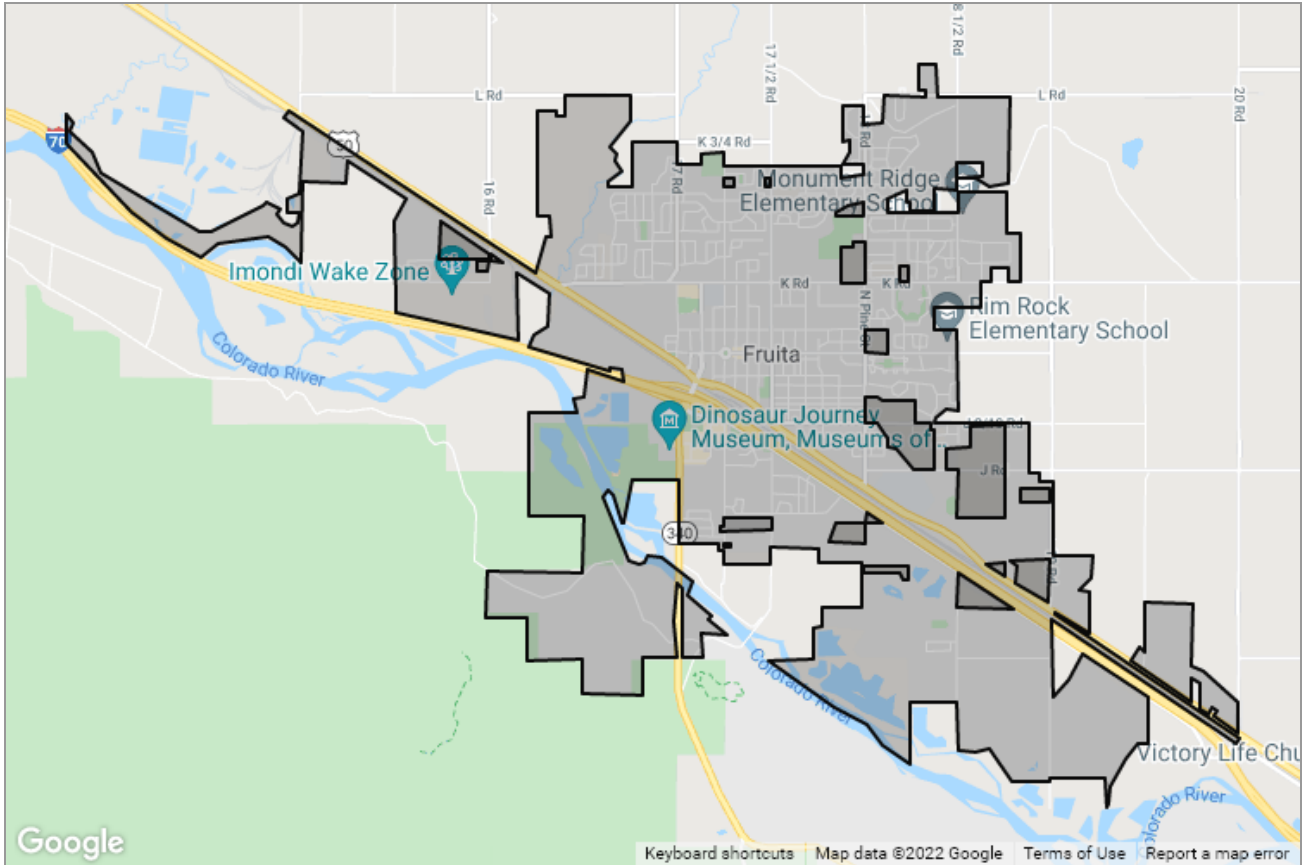 8 1/2 Rd
17 1/2 Rd
L Rd
L Rd
20 Rd
70
50
K 3/4 Rd
16 Rd
Monument Ridge
Elementary School
Imondi Wake Zone
K Rd
K Rd
N Pine St
Rim Rock
Elementary School
Fruita
Colorado River
Dinosaur Journey
Museum, Museums of...
J Rd
340
Colorado River
Victory Life Chu
Colorado River
Google
Keyboard shortcuts
Map data ©2022 Google
Terms of Use
Report a map error